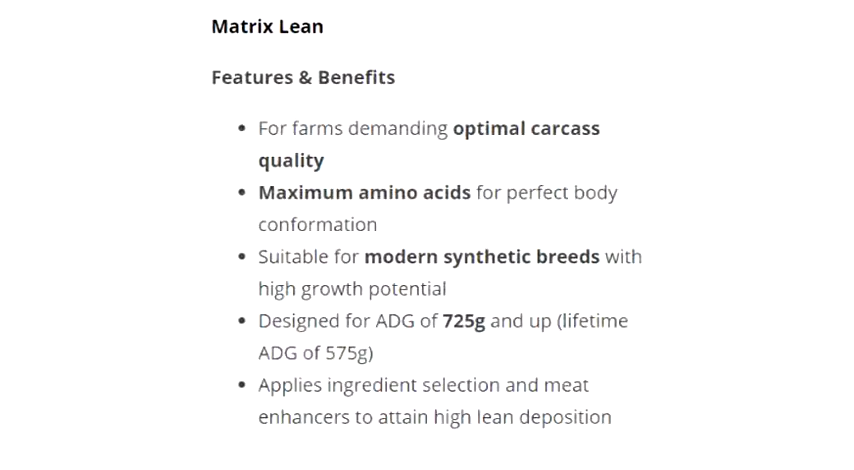 Matrix Lean
Features & Benefits
• For farms demanding optimal carcass
quality
• Maximum amino acids for perfect body
conformation
• Suitable for modern synthetic breeds with
high growth potential
• Designed for ADG of 725g and up (lifetime
ADG of 575g)
• Applies ingredient selection and meat
enhancers to attain high lean deposition